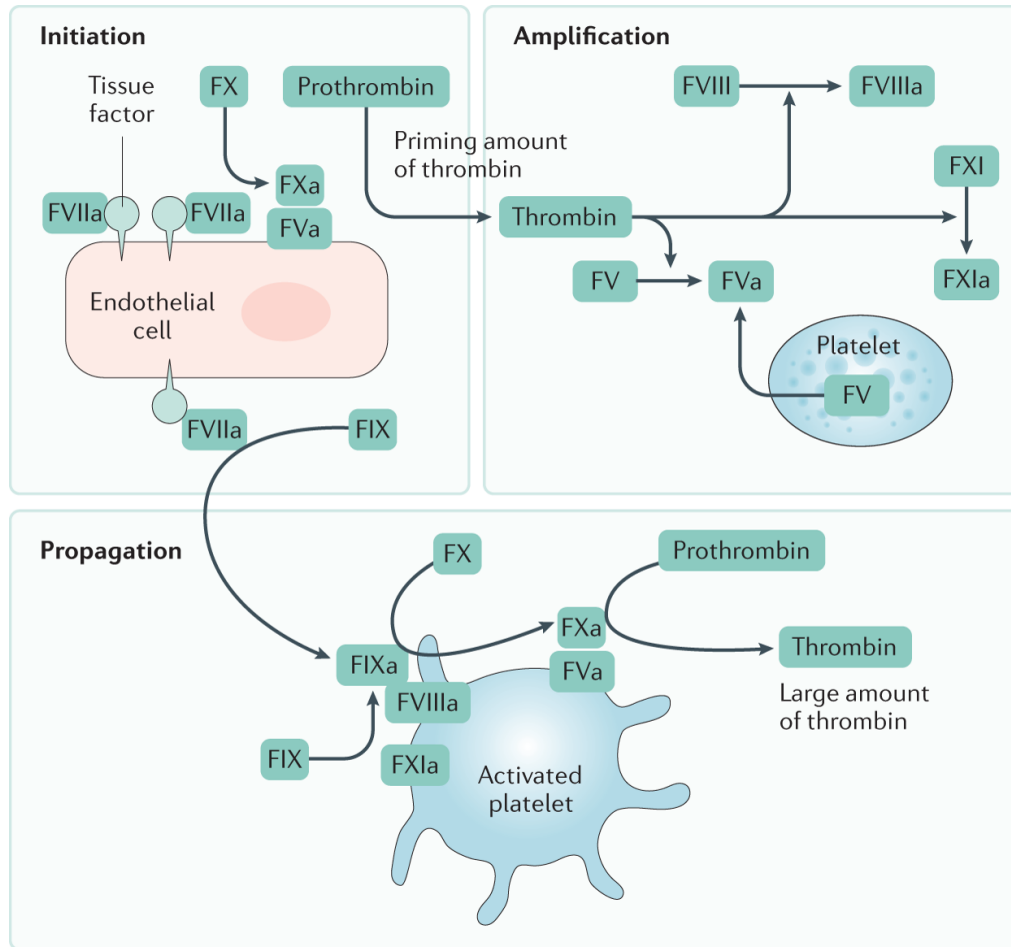 Initiation
Tissue
factor
FX
Prothrombin
Priming amount
of thrombin
FXa
FVIIa
FVIIa
FVa
Endothelial
cell
FVIIa
FIX
Amplification
FVIII
FVIIIa
FXI
Thrombin
FV
FVa
FXIa
Platelet
FV
Propagation
FX
Prothrombin
FXa
Thrombin
FIXa
FVa
Large amount
of thrombin
FVIIIa
FIX
FXIa
Activated
platelet